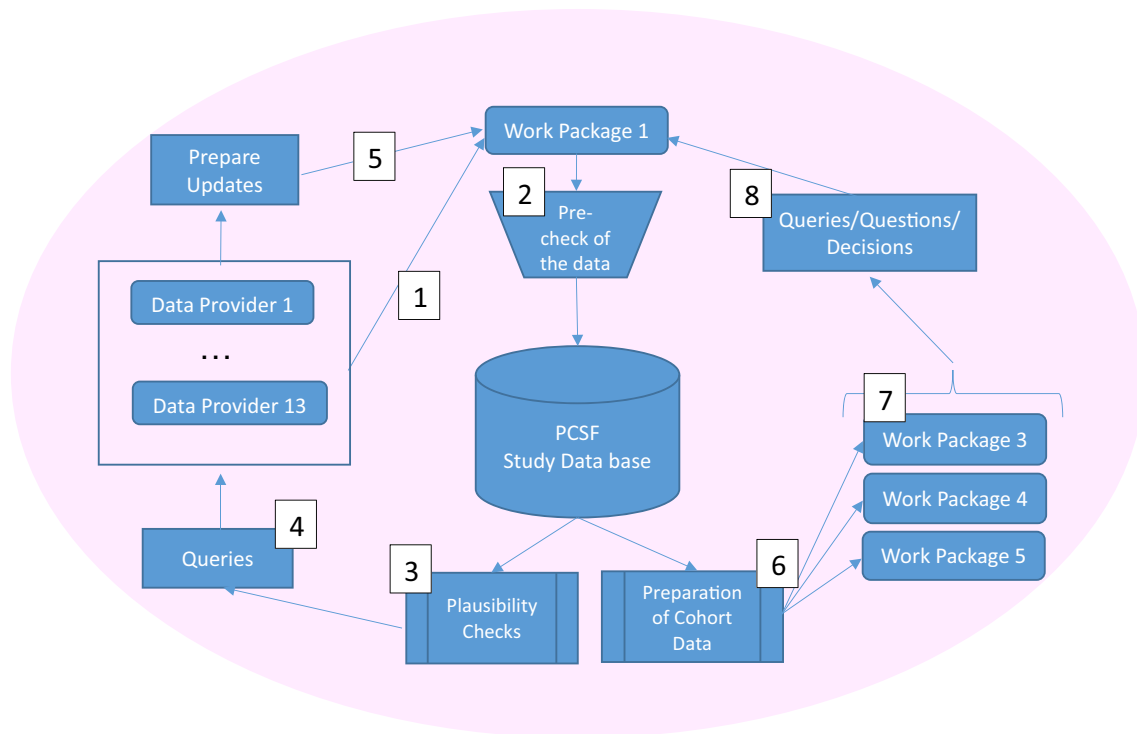 Work Package 1
5
Prepare
Updates
2
Pre-
check of
the data
8
Queries/Questions/
Decisions
1
Data Provider 1
...
Data Provider 13
7
Work Package 3
PCSF
Study Data base
Work Package 4
4
Queries
Work Package 5
3
Plausibility
Checks
6
Preparation
of Cohort
Data